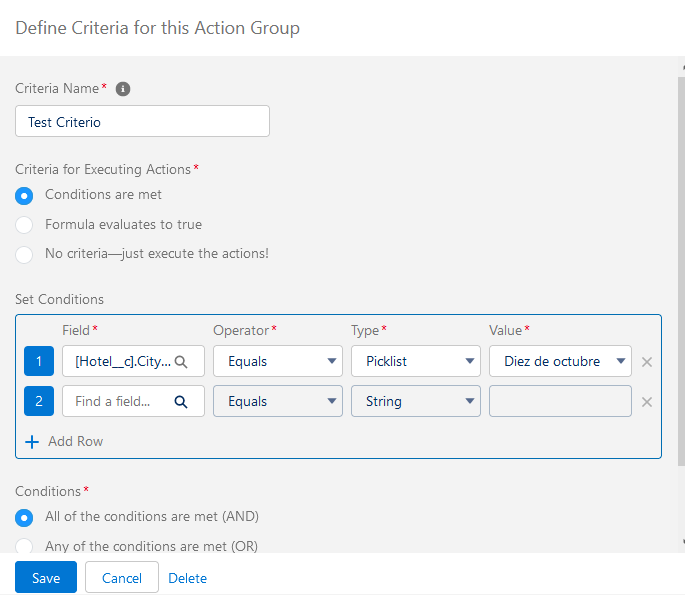 Define Criteria for this Action Group
Criteria Name* i
Test Criterio
Criteria for Executing Actions*
Conditions are met
Formula evaluates to true
No criteria—just execute the actions!
Set Conditions
Field* Operator* Type* Value*
1 [Hotel__c].City... Equals Picklist Diez de octubre
2 Find a field... Equals String
+ Add Row
Conditions*
All of the conditions are met (AND)
Any of the conditions are met (OR)
Save Cancel Delete